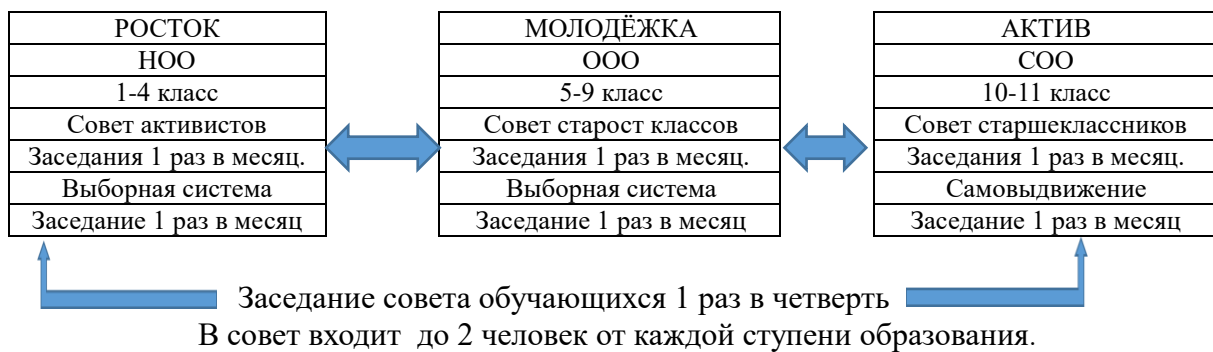 РОСТОК
НОО
1-4 класс
Совет активистов
Заседания 1 раз в месяц.
Выборная система
Заседание 1 раз в месяц
МОЛОДЁЖКА
ООО
5-9 класс
Совет старост классов
Заседания 1 раз в месяц.
Выборная система
Заседание 1 раз в месяц
АКТИВ
СОО
10-11 класс
Совет старшеклассников
Заседания 1 раз в месяц.
Самовыдвижение
Заседание 1 раз в месяц
Заседание совета обучающихся 1 раз в четверть
В совет входит до 2 человек от каждой ступени образования.